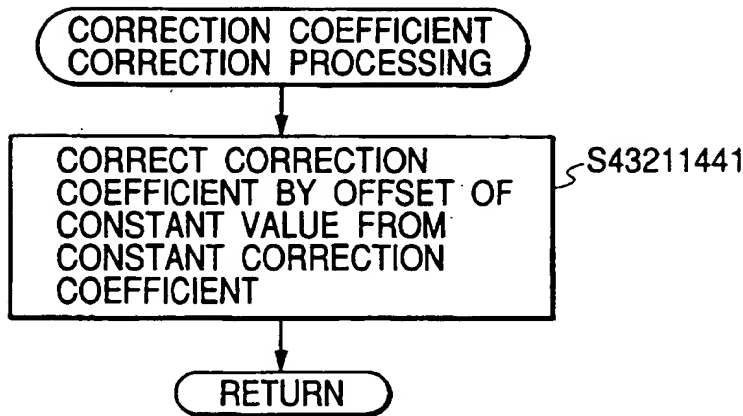 CORRECTION COEFFICIENT
CORRECTION PROCESSING
CORRECT CORRECTION
COEFFICIENT BY OFFSET OF
CONSTANT VALUE FROM
CONSTANT CORRECTION
COEFFICIENT
S43211441
RETURN